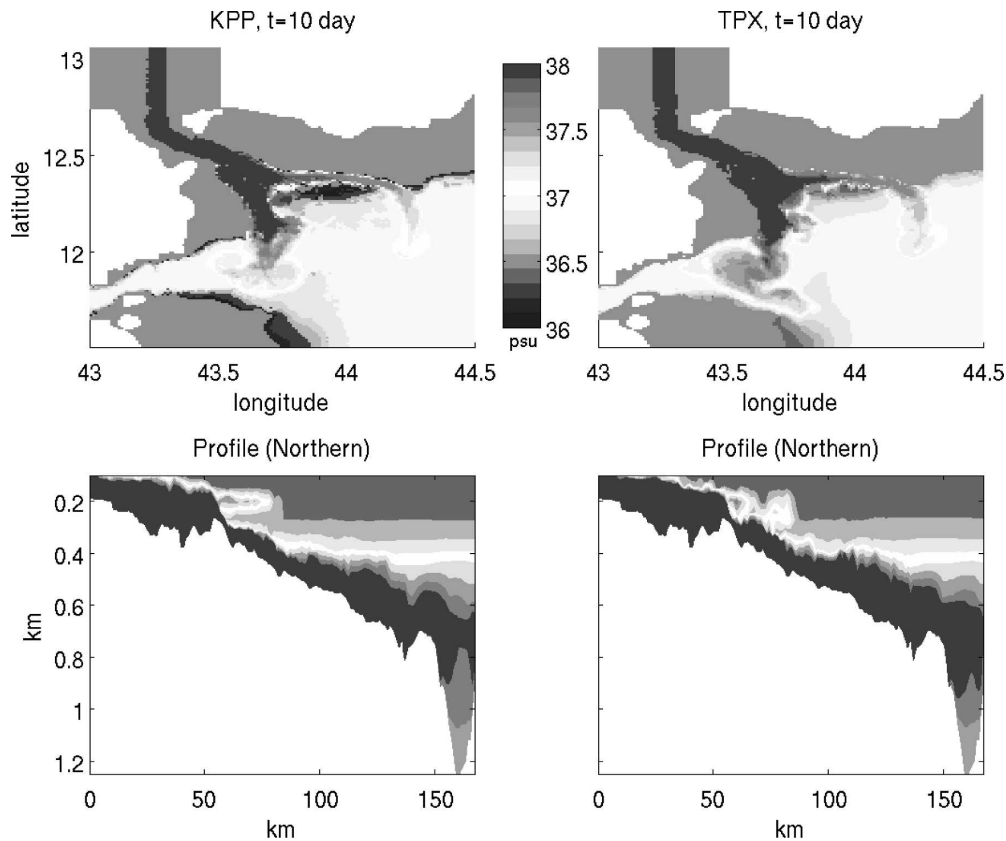 KPP, t=10 day
TPX, t=10 day
13
12.5
12
latitude
43
43.5
44
44.5
longitude
38
37.5
37
36.5
36
psu
43
43.5
44
44.5
longitude
Profile (Northern)
Profile (Northern)
0.2
0.4
0.6
0.8
1
1.2
km
0
50
100
150
km
0
50
100
150
km